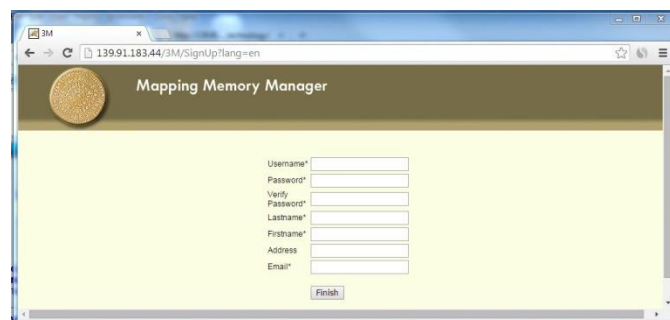 3M
139.91.183.44/3M/SignUp?lang=en
Mapping Memory Manager
Username*
Password*
Verify
Password*
Lastname*
Firstname*
Address
Email*
Finish